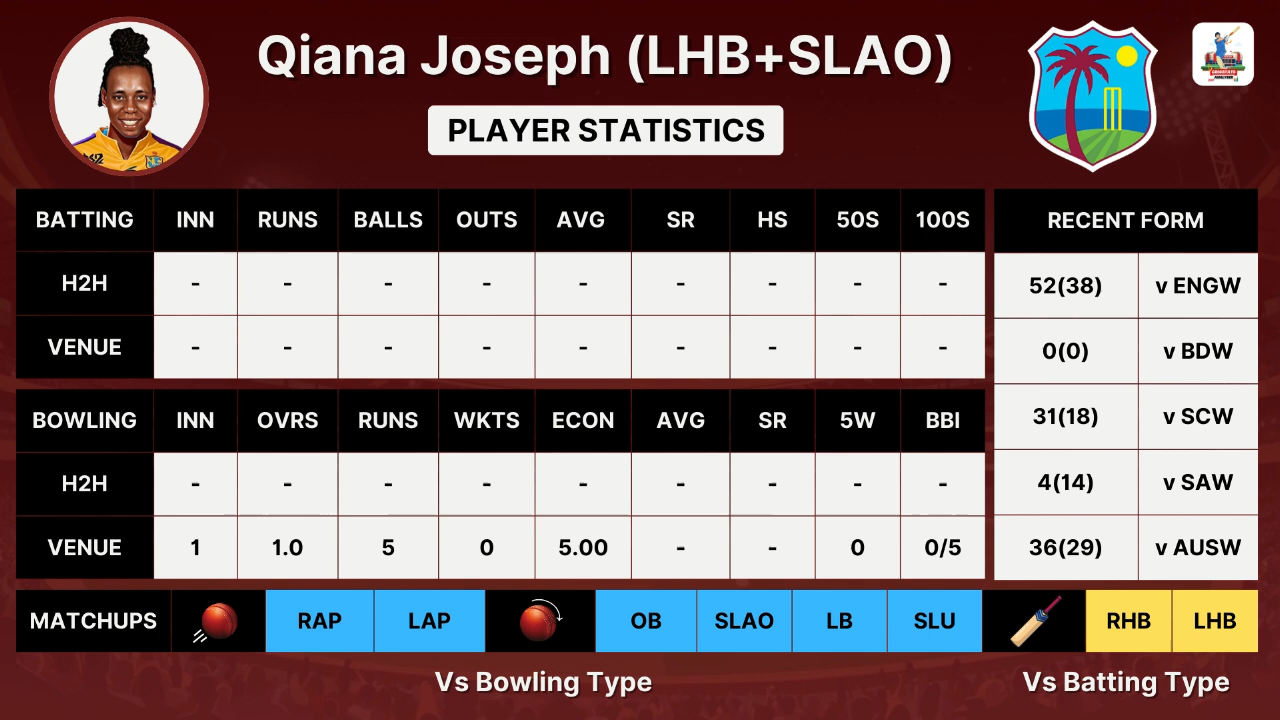 Qiana Joseph (LHB+SLAO)
PLAYER STATISTICS
BATTING INN RUNS BALLS OUTS AVG SR HS 50S 100S
H2H - - - - - - - - -
VENUE - - - - - - - - -
BOWLING INN OVRS RUNS WKTS ECON AVG SR 5W BBI
H2H - - - - - - - - -
VENUE 1 1.0 5 0 5.00 - - 0 0/5
RECENT FORM
52(38) v ENGW
0(0) v BDW
31(18) v SCW
4(14) v SAW
36(29) v AUSW
MATCHUPS RAP LAP OB SLAO LB SLU RHB LHB
Vs Bowling Type Vs Batting Type